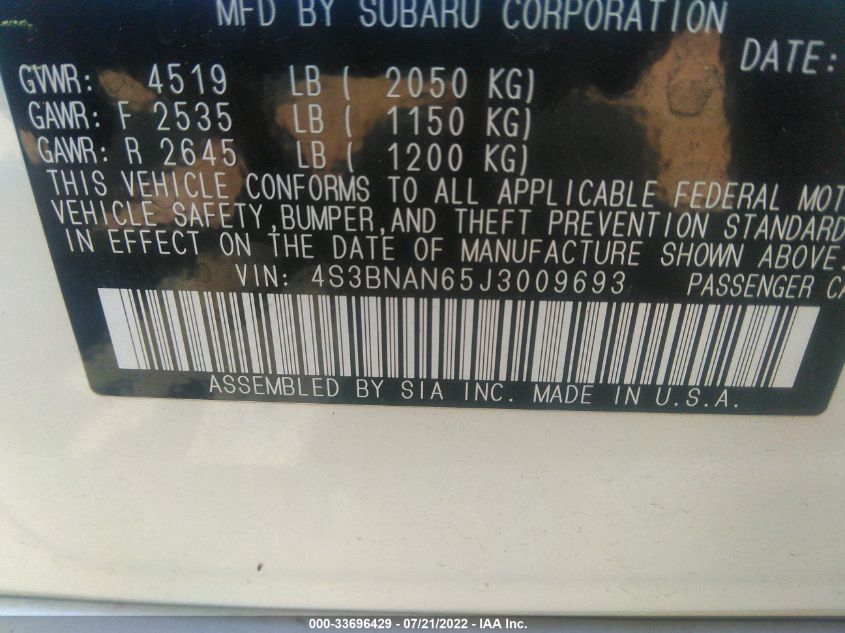 MFD BY SUBARU CORPORATION
DATE:
GVWR: 4519 LB ( 2050 KG)
GAWR: F 2535 LB ( 1150 KG)
GAWR: R 2645 LB ( 1200 KG)
THIS VEHICLE CONFORMS TO ALL APPLICABLE FEDERAL MOT
VEHICLE SAFETY,BUMPER,AND THEFT PREVENTION STANDARD
IN EFFECT ON THE DATE OF MANUFACTURE SHOWN ABOVE.
VIN: 4S3BNAN65J3009693 PASSENGER CA
ASSEMBLED BY SIA INC. MADE IN U.S.A.
000-33696429 - 07/21/2022 - IAA Inc.